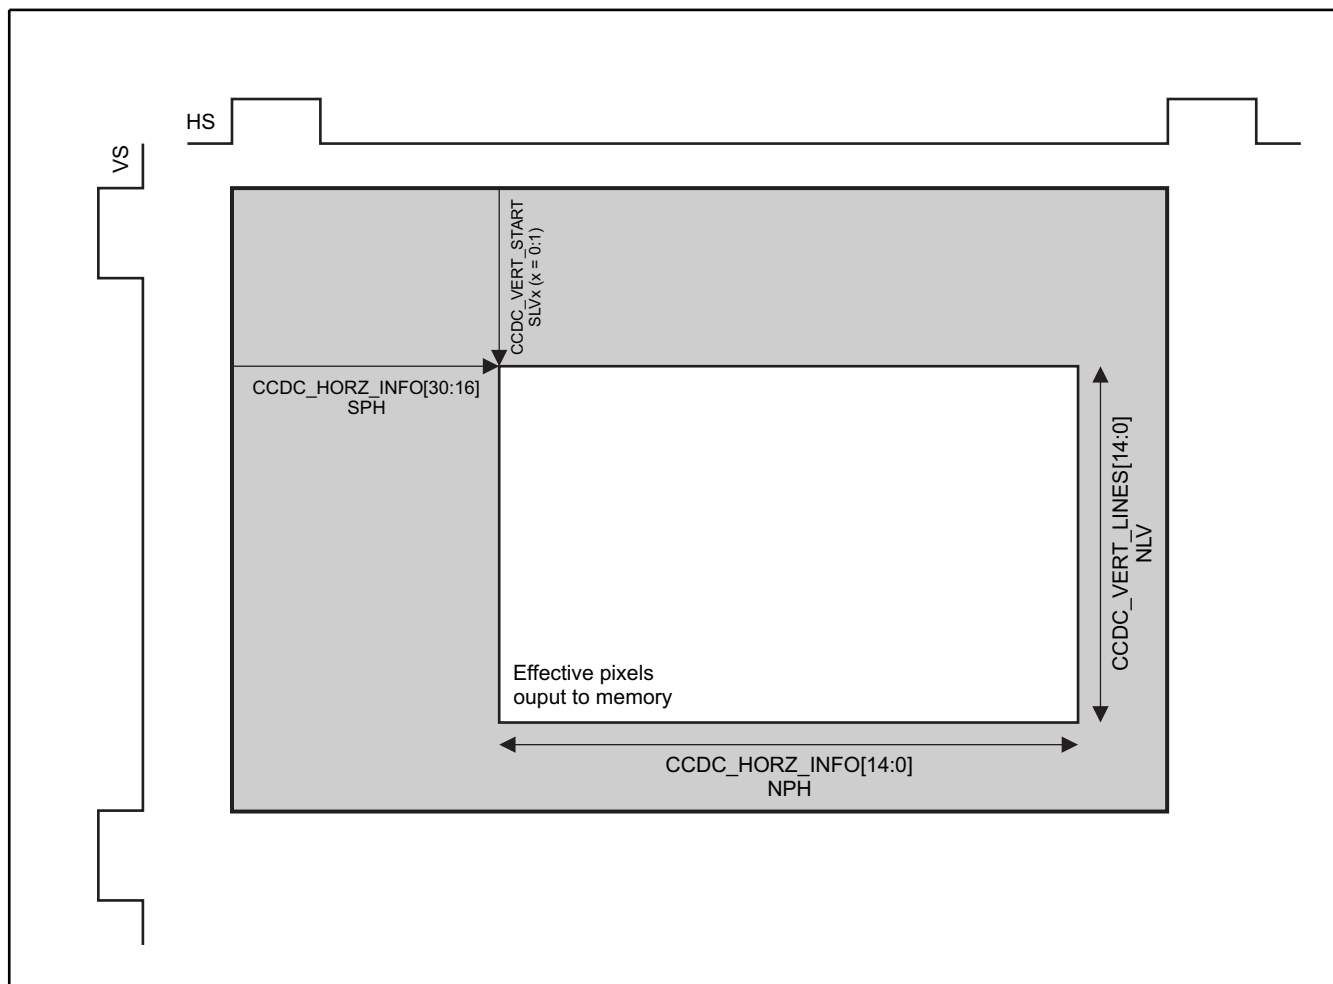 HS
VS
CCDC_VERT_START
SLVx (x = 0:1)
CCDC_HORZ_INFO[30:16]
SPH
CCDC_VERT_LINES[14:0]
NLV
Effective pixels
ouput to memory
CCDC_HORZ_INFO[14:0]
NPH